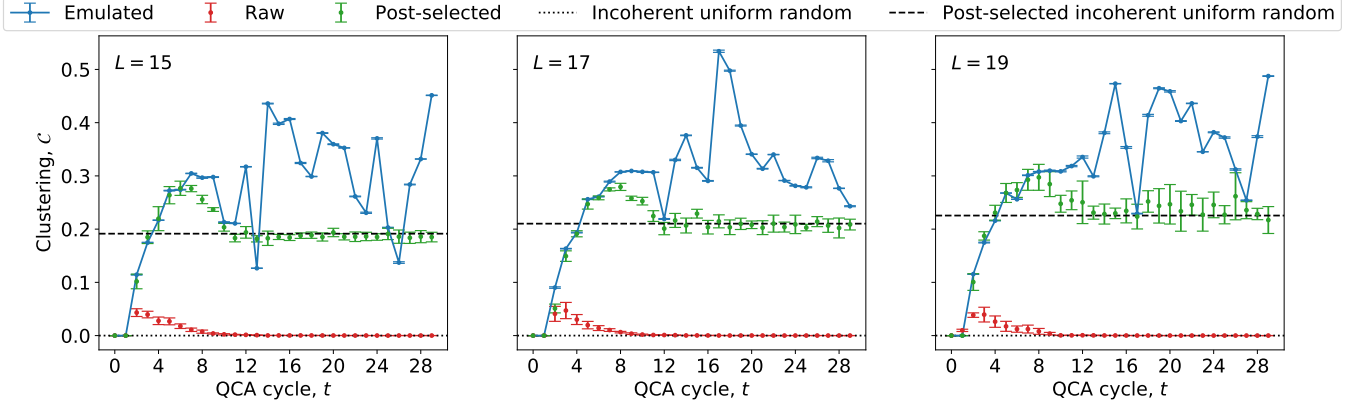 Emulated Raw Post-selected Incoherent uniform random Post-selected incoherent uniform random
L = 15
L = 17
L = 19
Clustering, 𝒞
0.5
0.4
0.3
0.2
0.1
0.0
0 4 8 12 16 20 24 28
0 4 8 12 16 20 24 28
0 4 8 12 16 20 24 28
QCA cycle, t
QCA cycle, t
QCA cycle, t